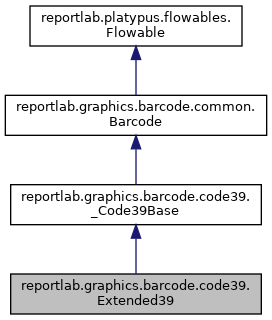 reportlab.platypus.flowables.
Flowable
reportlab.graphics.barcode.common.
Barcode
reportlab.graphics.barcode.code39.
_Code39Base
reportlab.graphics.barcode.code39.
Extended39